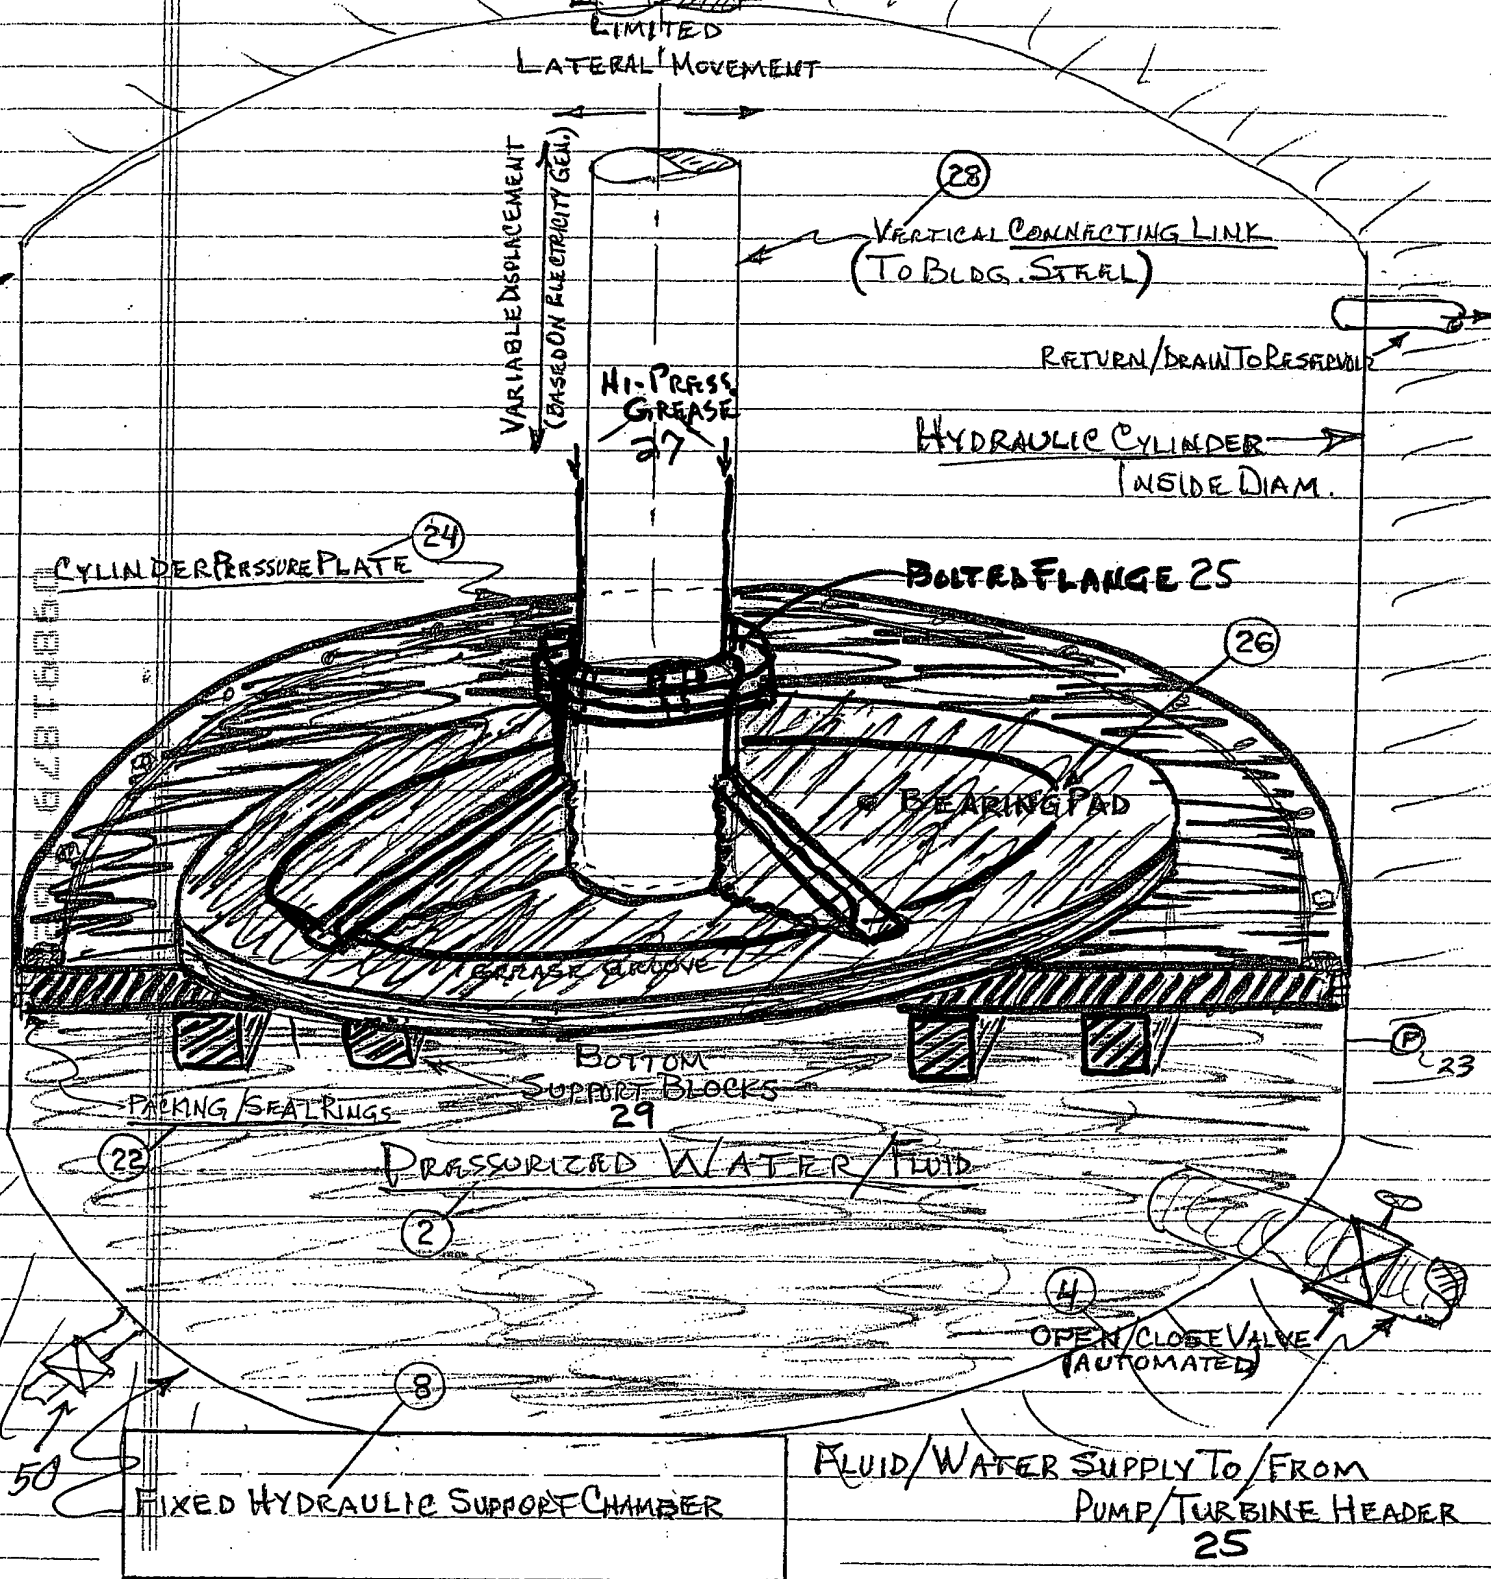 LIMITED
LATERAL MOVEMENT
VARIABLE DISPLACEMENT
(BASED ON ELECTRICITY GEN.)
28
VERTICAL CONNECTING LINK
(TO BLDG. STEEL)
RETURN/DRAIN TO RESERVOIR
HI-PRESS.
GREASE
27
HYDRAULIC CYLINDER
INSIDE DIAM.
24
CYLINDER PRESSURE PLATE
BOLTED FLANGE 25
26
BEARING PAD
GREASE GROOVE
P
23
BOTTOM
SUPPORT BLOCKS
29
PACKING/SEAL RINGS
22
PRESSURIZED WATER/FLUID
2
4
OPEN/CLOSE VALVE
(AUTOMATED)
8
50
FIXED HYDRAULIC SUPPORT CHAMBER
FLUID/WATER SUPPLY TO/FROM
PUMP/TURBINE HEADER
25